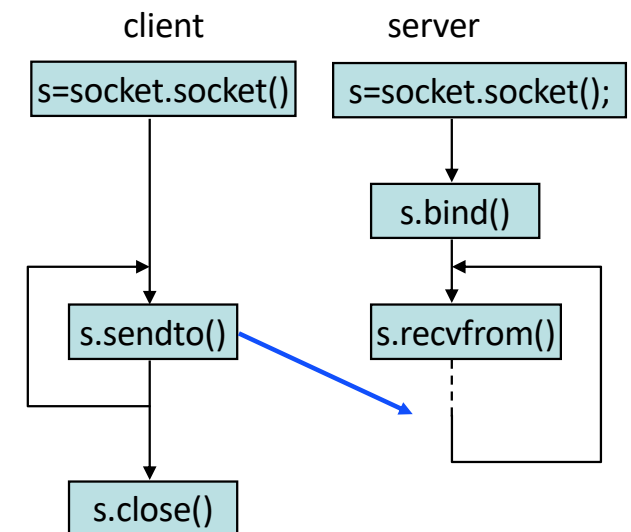 client
server
s=socket.socket()
s=socket.socket();
s.bind()
s.sendto()
s.recvfrom()
s.close()